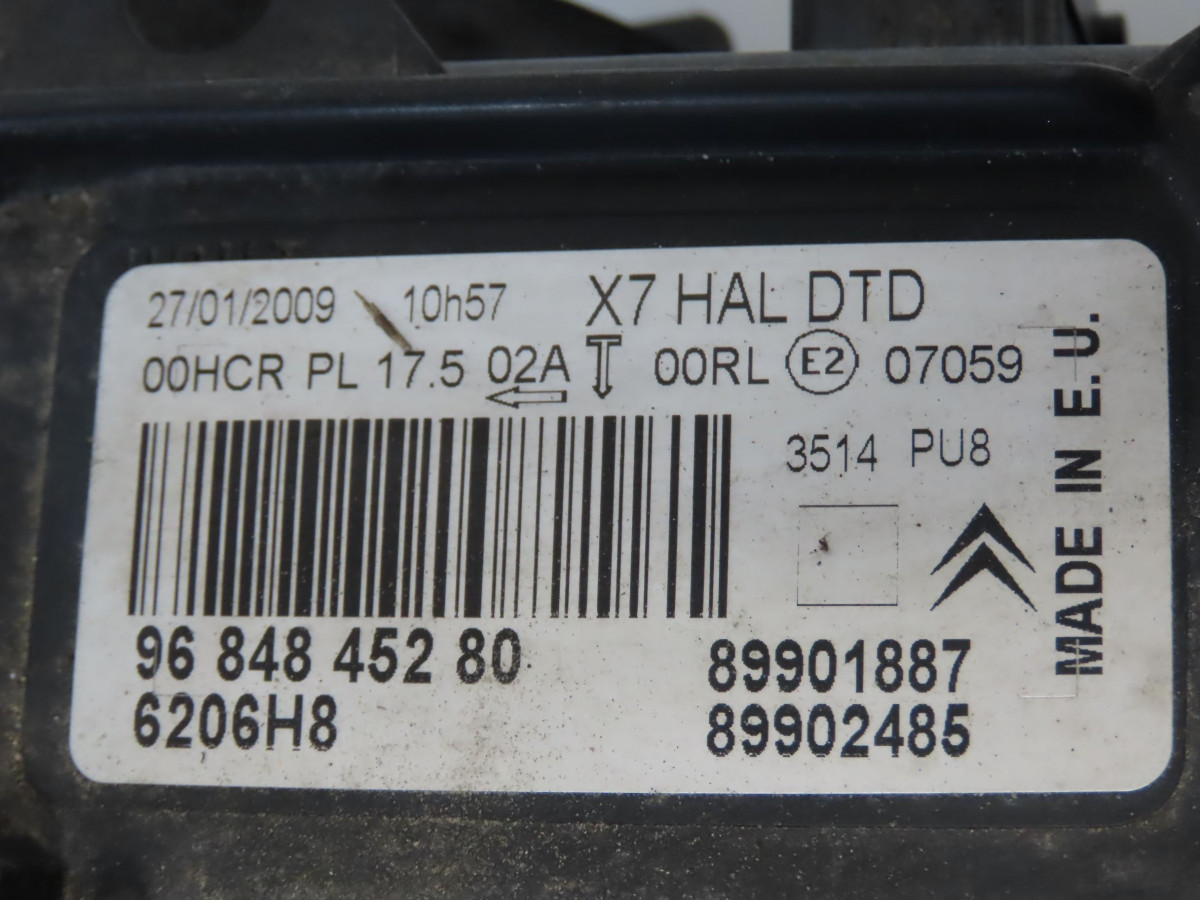 27/01/2009 10h57 X7 HAL DTD
00HCR PL 17.5 02A 00RL E2 07059
3514 PU8
96 848 452 80
6206H8
89901887
89902485
MADE IN E.U.